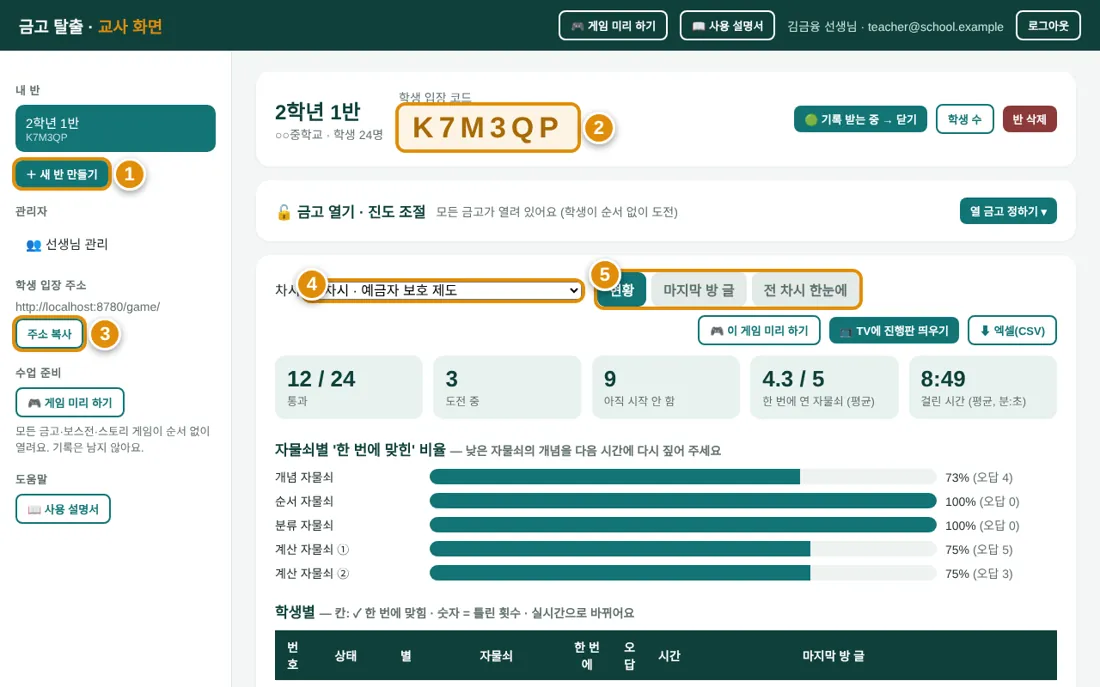 금고 탈출 · 교사 화면
🎮 게임 미리 하기
📖 사용 설명서
김금융 선생님 · teacher@school.example
로그아웃
내 반
2학년 1반
K7M3QP
＋ 새 반 만들기
1
관리자
👥 선생님 관리
학생 입장 주소
http://localhost:8780/game/
주소 복사
3
수업 준비
🎮 게임 미리 하기
모든 금고·보스전·스토리 게임이 순서 없이
열려요. 기록은 남지 않아요.
도움말
📖 사용 설명서
2학년 1반
○○중학교 · 학생 24명
학생 입장 코드
K7M3QP
2
🟢 기록 받는 중 → 닫기
학생 수
반 삭제
🔓 금고 열기 · 진도 조절
모든 금고가 열려 있어요 (학생이 순서 없이 도전)
열 금고 정하기 ▾
차시
4
차시 · 예금자 보호 제도
5
현황
마지막 방 글
전 차시 한눈에
🎮 이 게임 미리 하기
📺 TV에 진행판 띄우기
⬇ 엑셀(CSV)
12 / 24
통과
3
도전 중
9
아직 시작 안 함
4.3 / 5
한 번에 연 자물쇠 (평균)
8:49
걸린 시간 (평균, 분:초)
자물쇠별 '한 번에 맞힌' 비율 — 낮은 자물쇠의 개념을 다음 시간에 다시 짚어 주세요
개념 자물쇠 73% (오답 4)
순서 자물쇠 100% (오답 0)
분류 자물쇠 100% (오답 0)
계산 자물쇠 ① 75% (오답 5)
계산 자물쇠 ② 75% (오답 3)
학생별 — 칸: ✓ 한 번에 맞힘 · 숫자 = 틀린 횟수 · 실시간으로 바뀌어요
번호 상태 별 자물쇠 한 번에 오답 시간 마지막 방 글